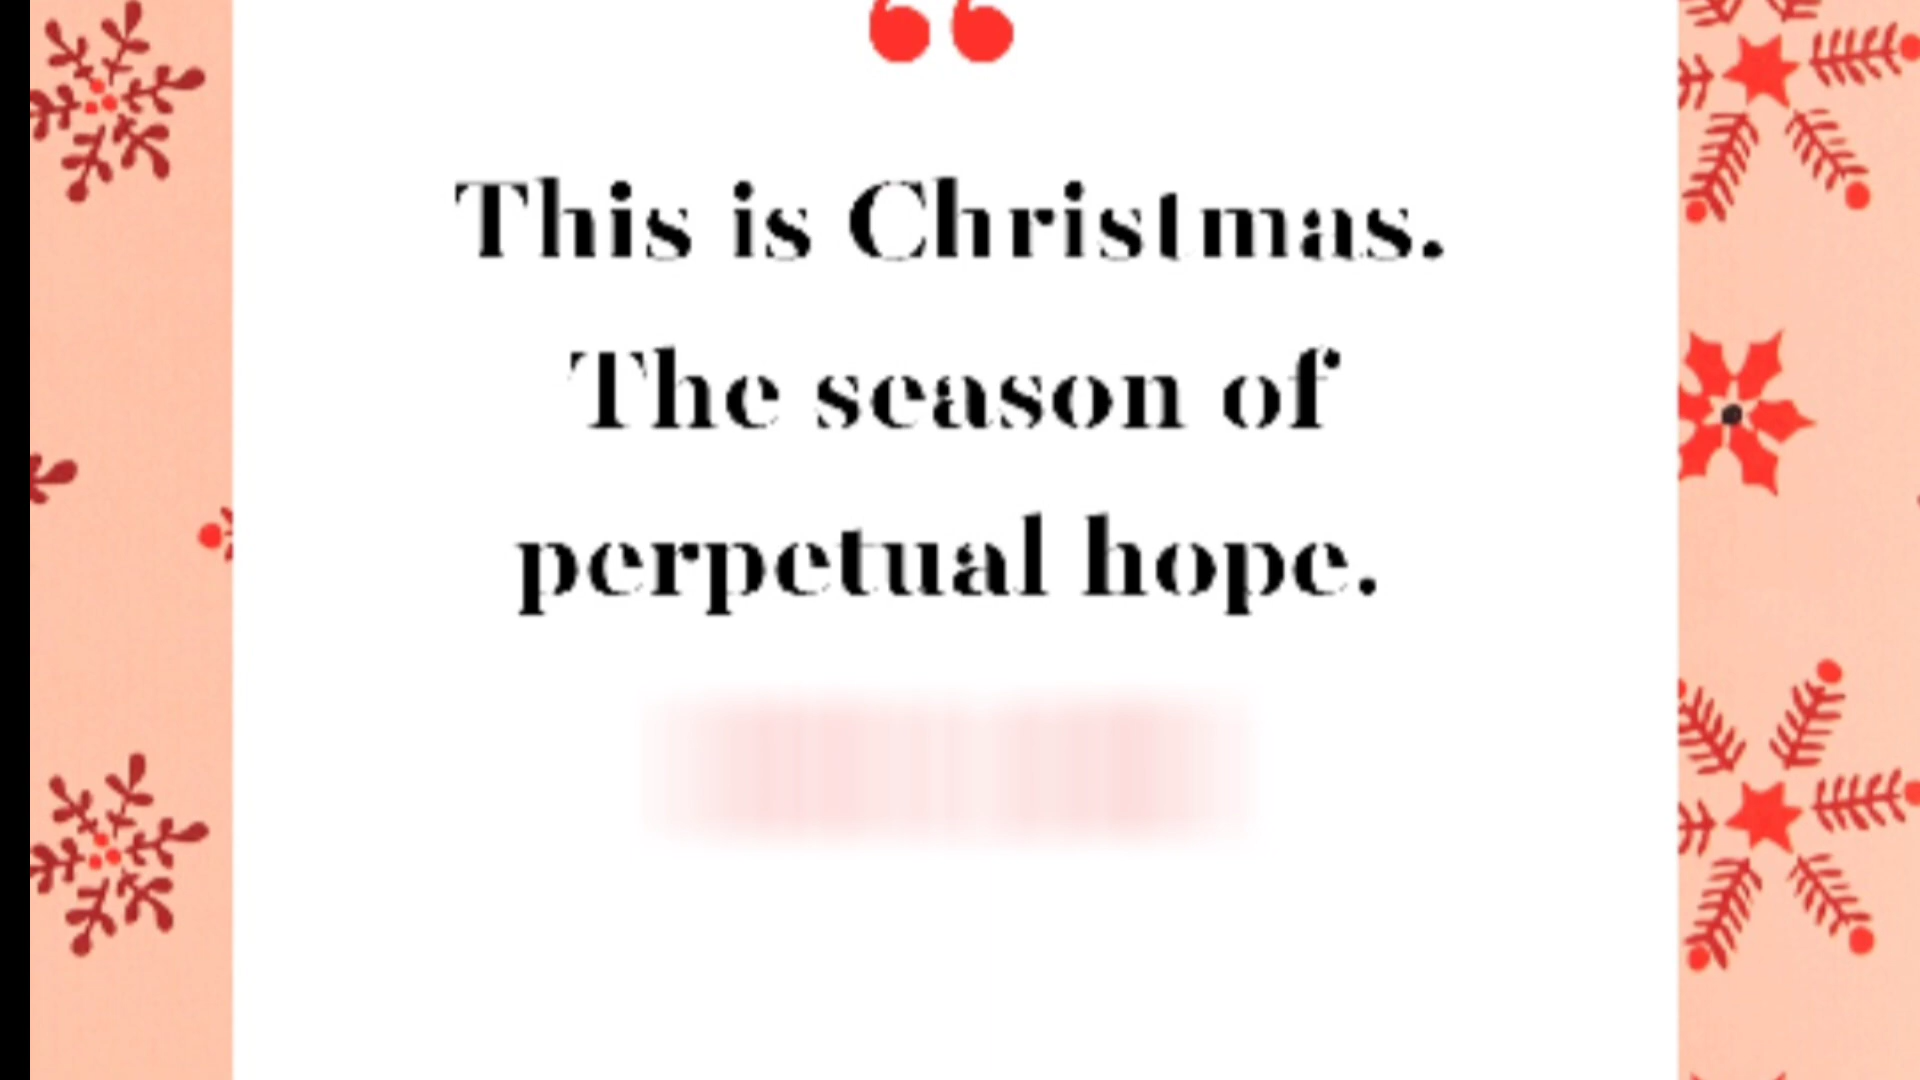 “
This is Christmas.
The season of
perpetual hope.